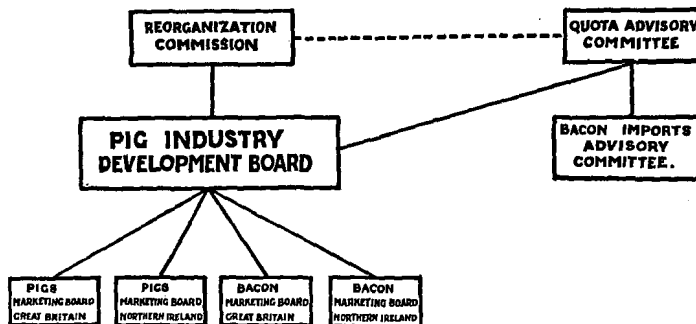 REORGANIZATION
COMMISSION
QUOTA ADVISORY
COMMITTEE
PIG INDUSTRY
DEVELOPMENT BOARD
BACON IMPORTS
ADVISORY
COMMITTEE.
PIGS
MARKETING BOARD
GREAT BRITAIN
PIGS
MARKETING BOARD
NORTHERN IRELAND
BACON
MARKETING BOARD
GREAT BRITAIN
BACON
MARKETING BOARD
NORTHERN IRELAND